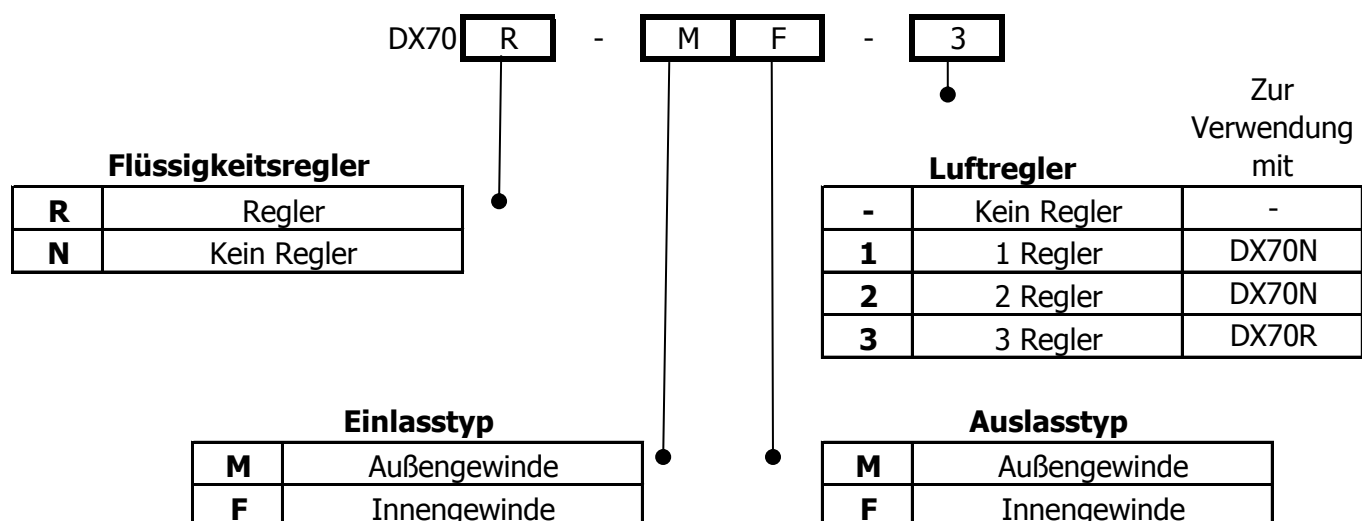 DX70 R - M F - 3
Zur
Verwendung
mit
Flüssigkeitsregler
R Regler
N Kein Regler
Luftregler
- Kein Regler -
1 1 Regler DX70N
2 2 Regler DX70N
3 3 Regler DX70R
Einlasstyp
M Außengewinde
F Innengewinde
Auslasstyp
M Außengewinde
F Innengewinde